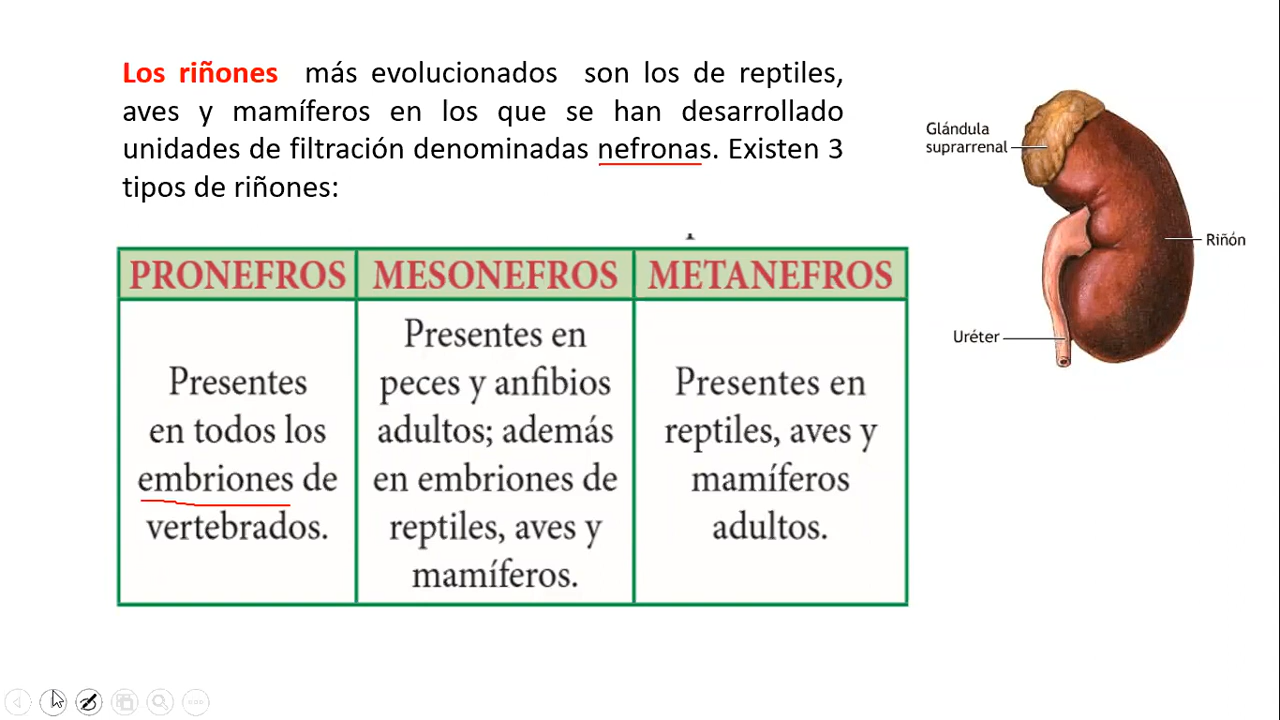 Los riñones más evolucionados son los de reptiles,
aves y mamíferos en los que se han desarrollado
unidades de filtración denominadas nefronas. Existen 3
tipos de riñones:
PRONEFROS
Presentes
en todos los
embriones de
vertebrados.
MESONEFROS
Presentes en
peces y anfibios
adultos; además
en embriones de
reptiles, aves y
mamíferos.
METANEFROS
Presentes en
reptiles, aves y
mamíferos
adultos.
Glándula
suprarrenal
Riñón
Uréter